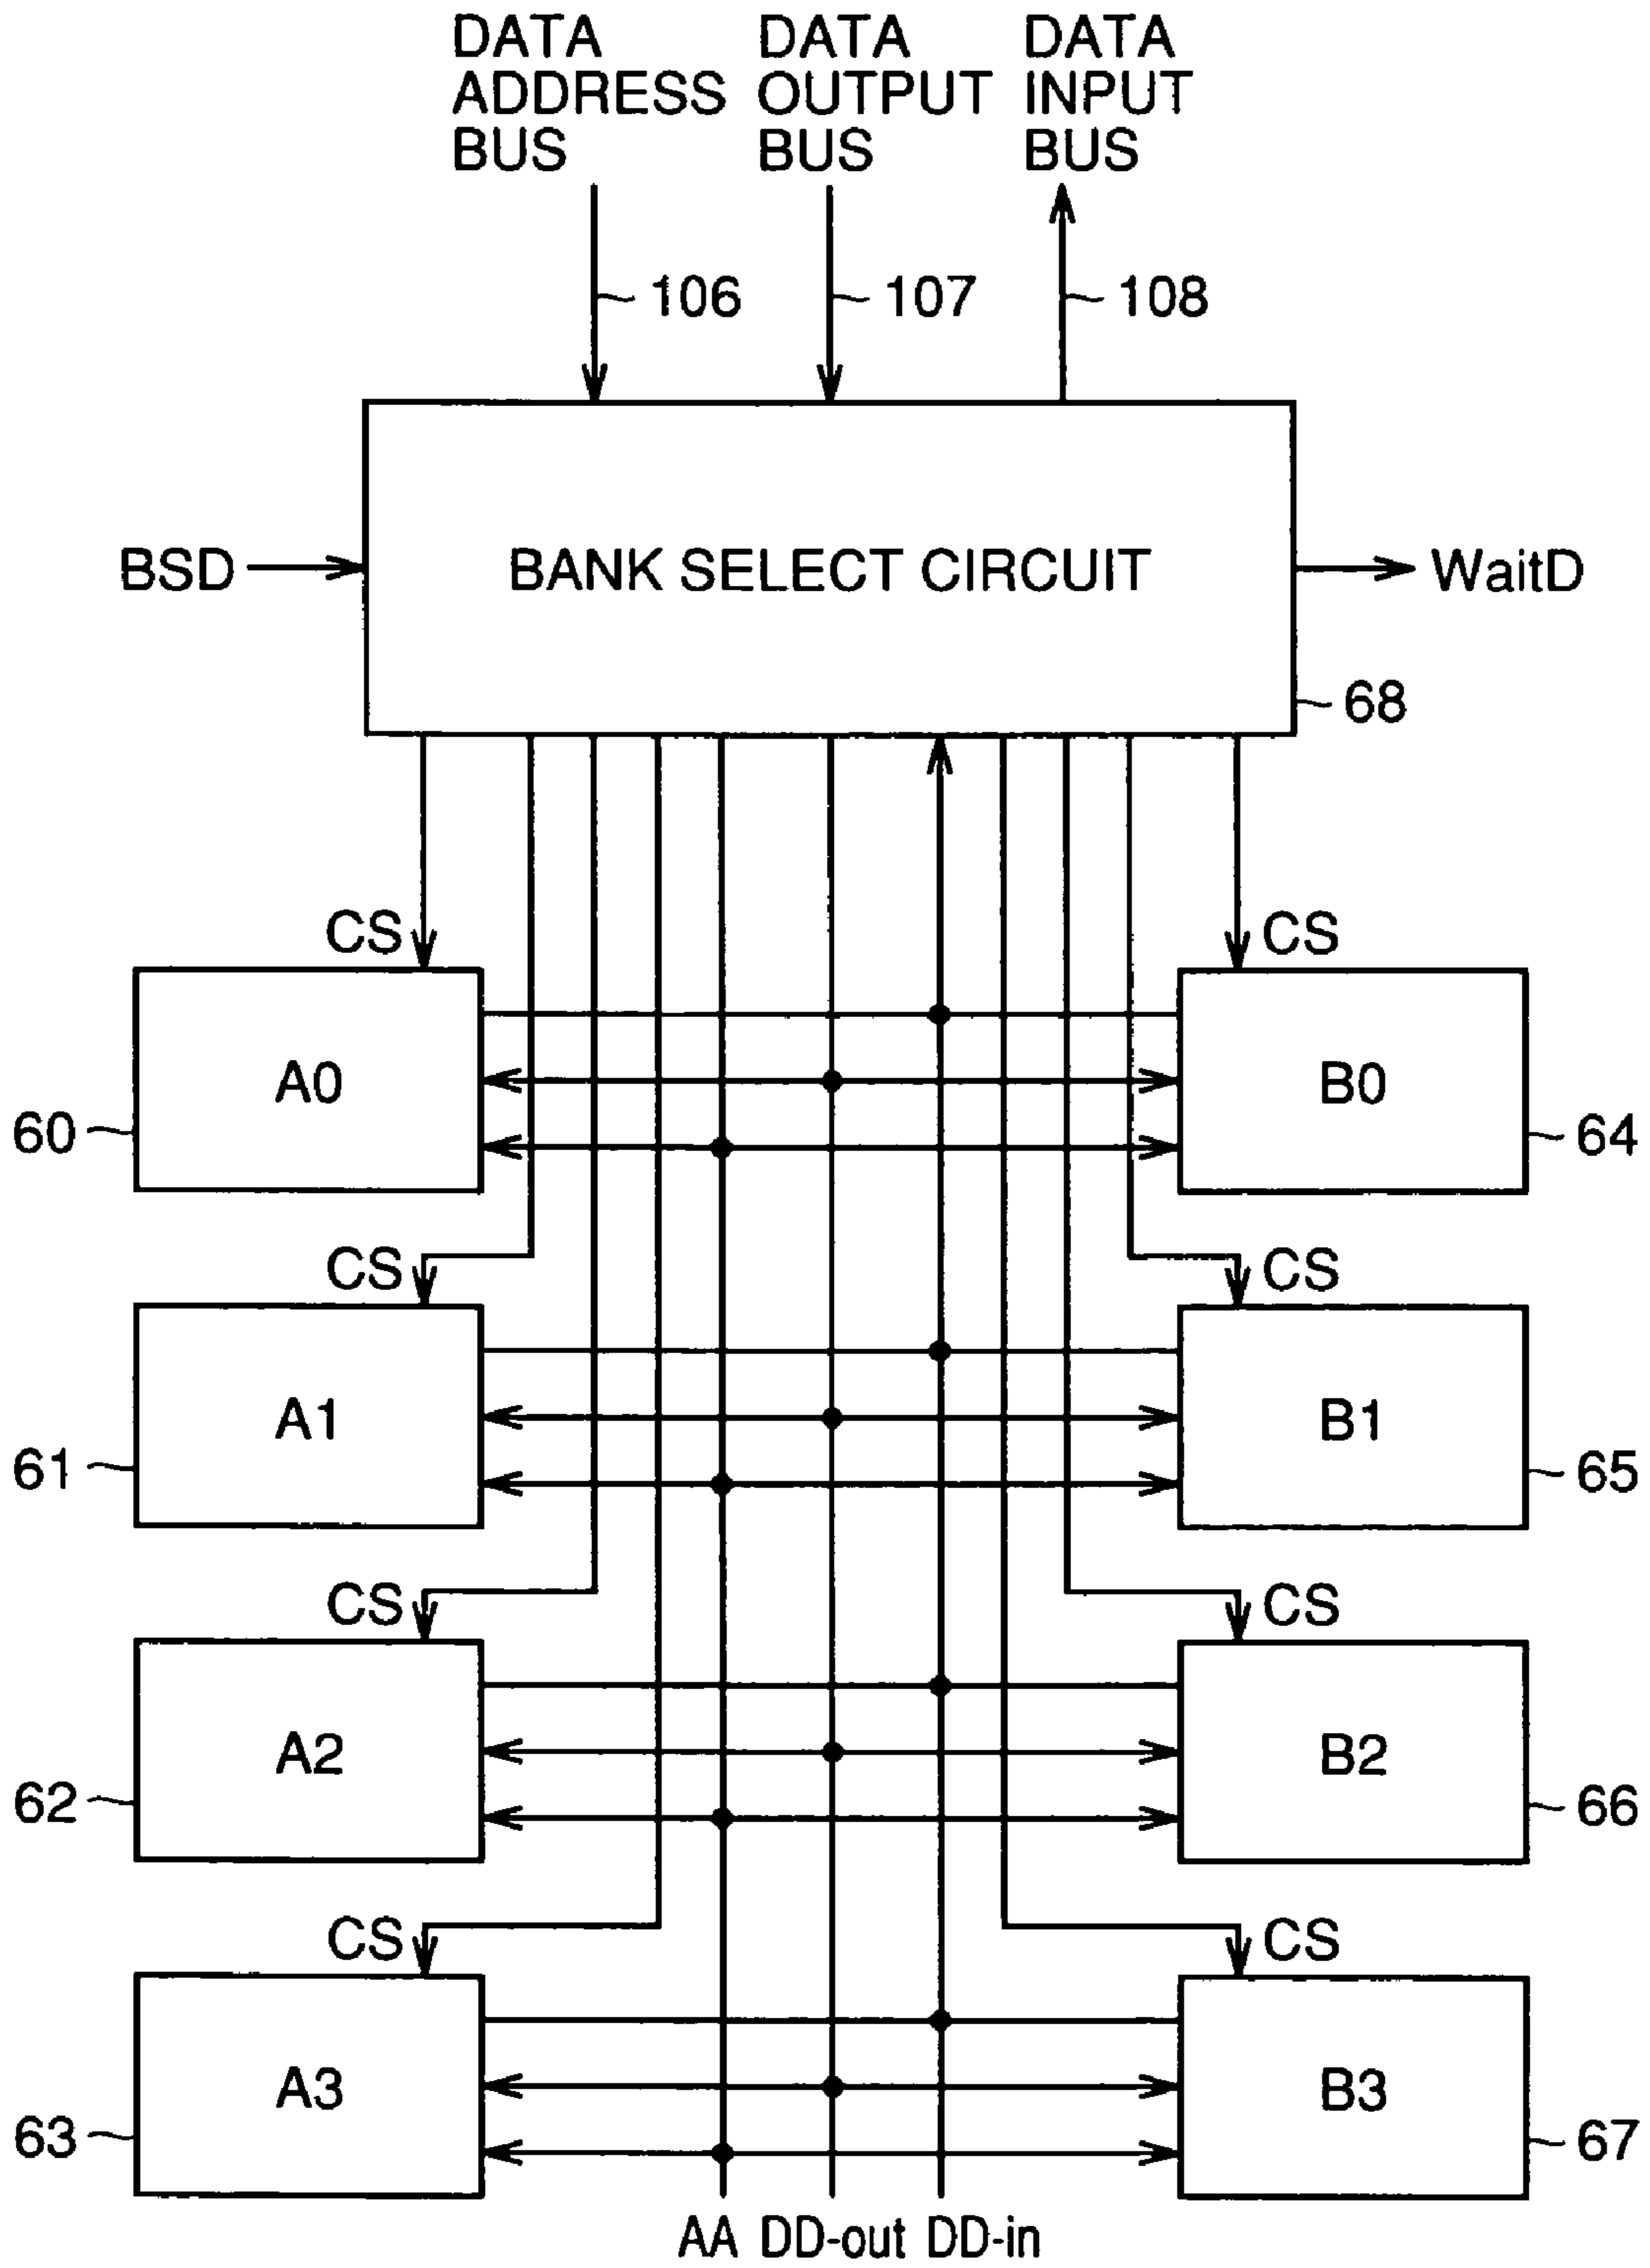 DATA ADDRESS BUS
DATA OUTPUT BUS
DATA INPUT BUS
106
107
108
BSD
BANK SELECT CIRCUIT
WaitD
68
CS
CS
A0
B0
60
64
CS
CS
A1
B1
61
65
CS
CS
A2
B2
62
66
CS
CS
A3
B3
63
67
AA DD-out DD-in